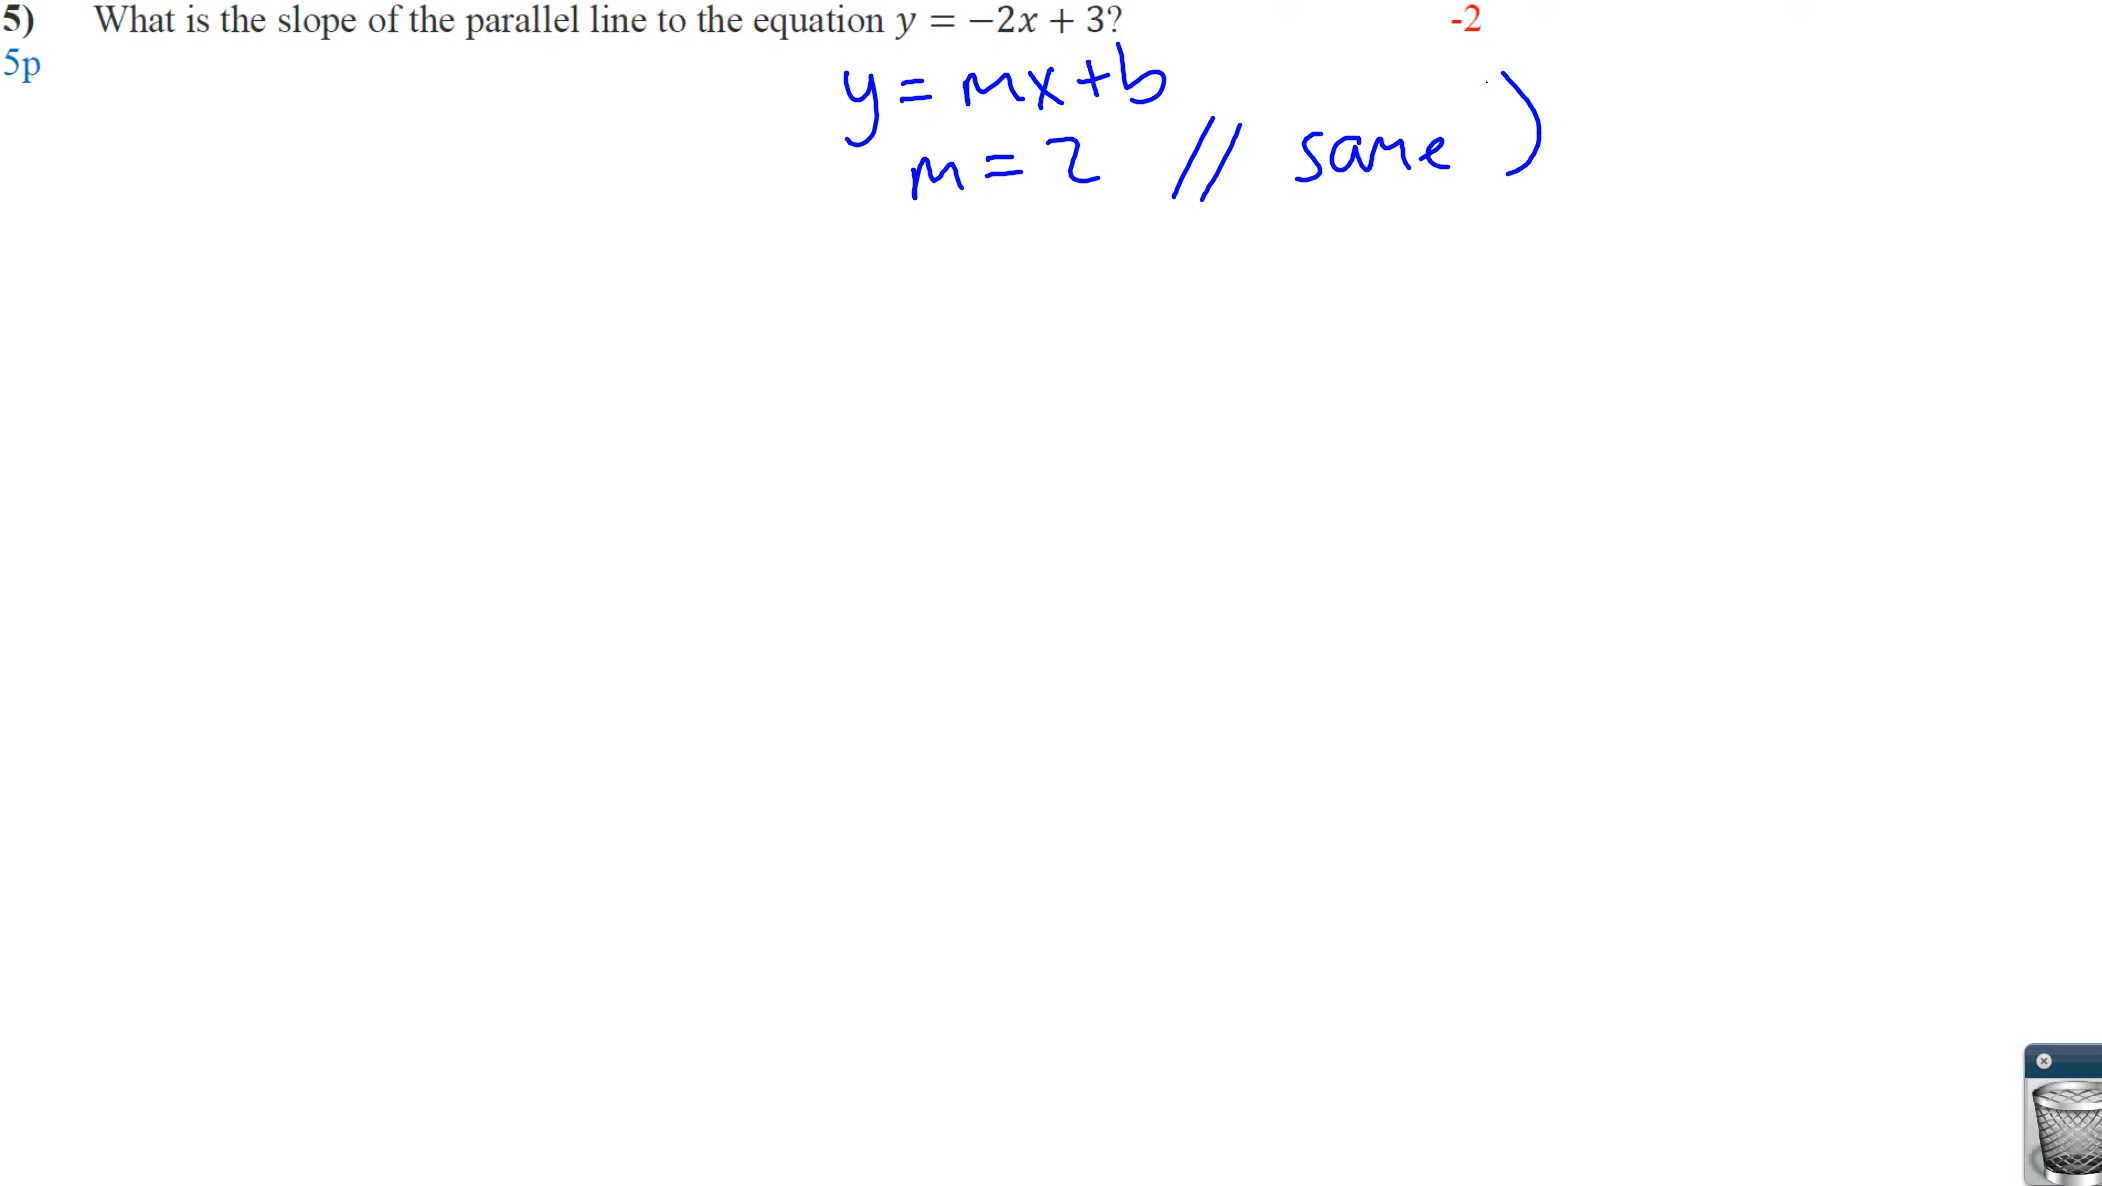 5) What is the slope of the parallel line to the equation y = −2x + 3? -2
5p
y = mx+b
m = 2 // same )